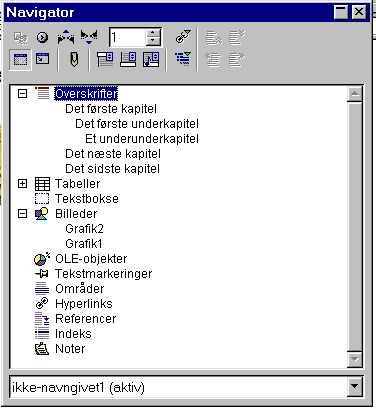 Navigator
1
Overskrifter
Det første kapitel
Det første underkapitel
Et underunderkapitel
Det næste kapitel
Det sidste kapitel
Tabeller
Tekstbokse
Billeder
Grafik2
Grafik1
OLE-objekter
Tekstmarkeringer
Områder
Hyperlinks
Referencer
Indeks
Noter
ikke-navngivet1 (aktiv)